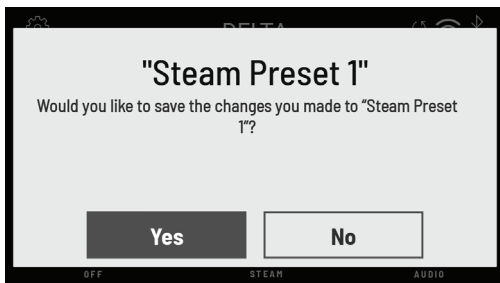 DELTA
"Steam Preset 1"
Would you like to save the changes you made to “Steam Preset
1”?
Yes
No
OFF
STEAM
AUDIO